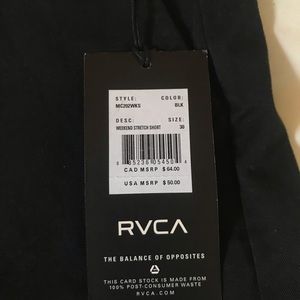 STYLE: COLOR:
MC202WKS BLK
DESC: SIZE:
WEEKEND STRETCH SHORT 30
CAD MSRP $64.00
USA MSRP $50.00
RVCA
THE BALANCE OF OPPOSITES
THIS CARD STOCK IS MADE FROM
100% POST-CONSUMER WASTE
RVCA.COM